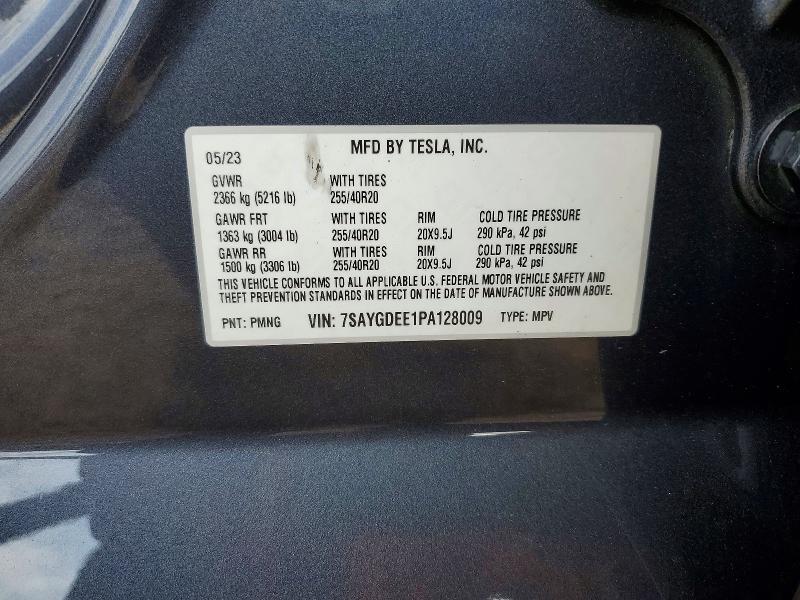 MFD BY TESLA, INC.
05/23
GVWR WITH TIRES
2366 kg (5216 lb) 255/40R20
GAWR FRT WITH TIRES RIM COLD TIRE PRESSURE
1363 kg (3004 lb) 255/40R20 20X9.5J 290 kPa, 42 psi
GAWR RR WITH TIRES RIM COLD TIRE PRESSURE
1500 kg (3306 lb) 255/40R20 20X9.5J 290 kPa, 42 psi
THIS VEHICLE CONFORMS TO ALL APPLICABLE U.S. FEDERAL MOTOR VEHICLE SAFETY AND
THEFT PREVENTION STANDARDS IN EFFECT ON THE DATE OF MANUFACTURE SHOWN ABOVE.
PNT: PMNG VIN: 7SAYGDEE1PA128009 TYPE: MPV